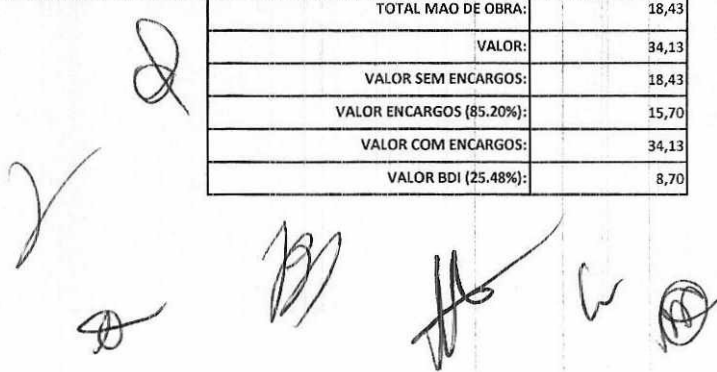 TOTAL MAO DE OBRA: 18,43
VALOR: 34,13
VALOR SEM ENCARGOS: 18,43
VALOR ENCARGOS (85.20%): 15,70
VALOR COM ENCARGOS: 34,13
VALOR BDI (25.48%): 8,70